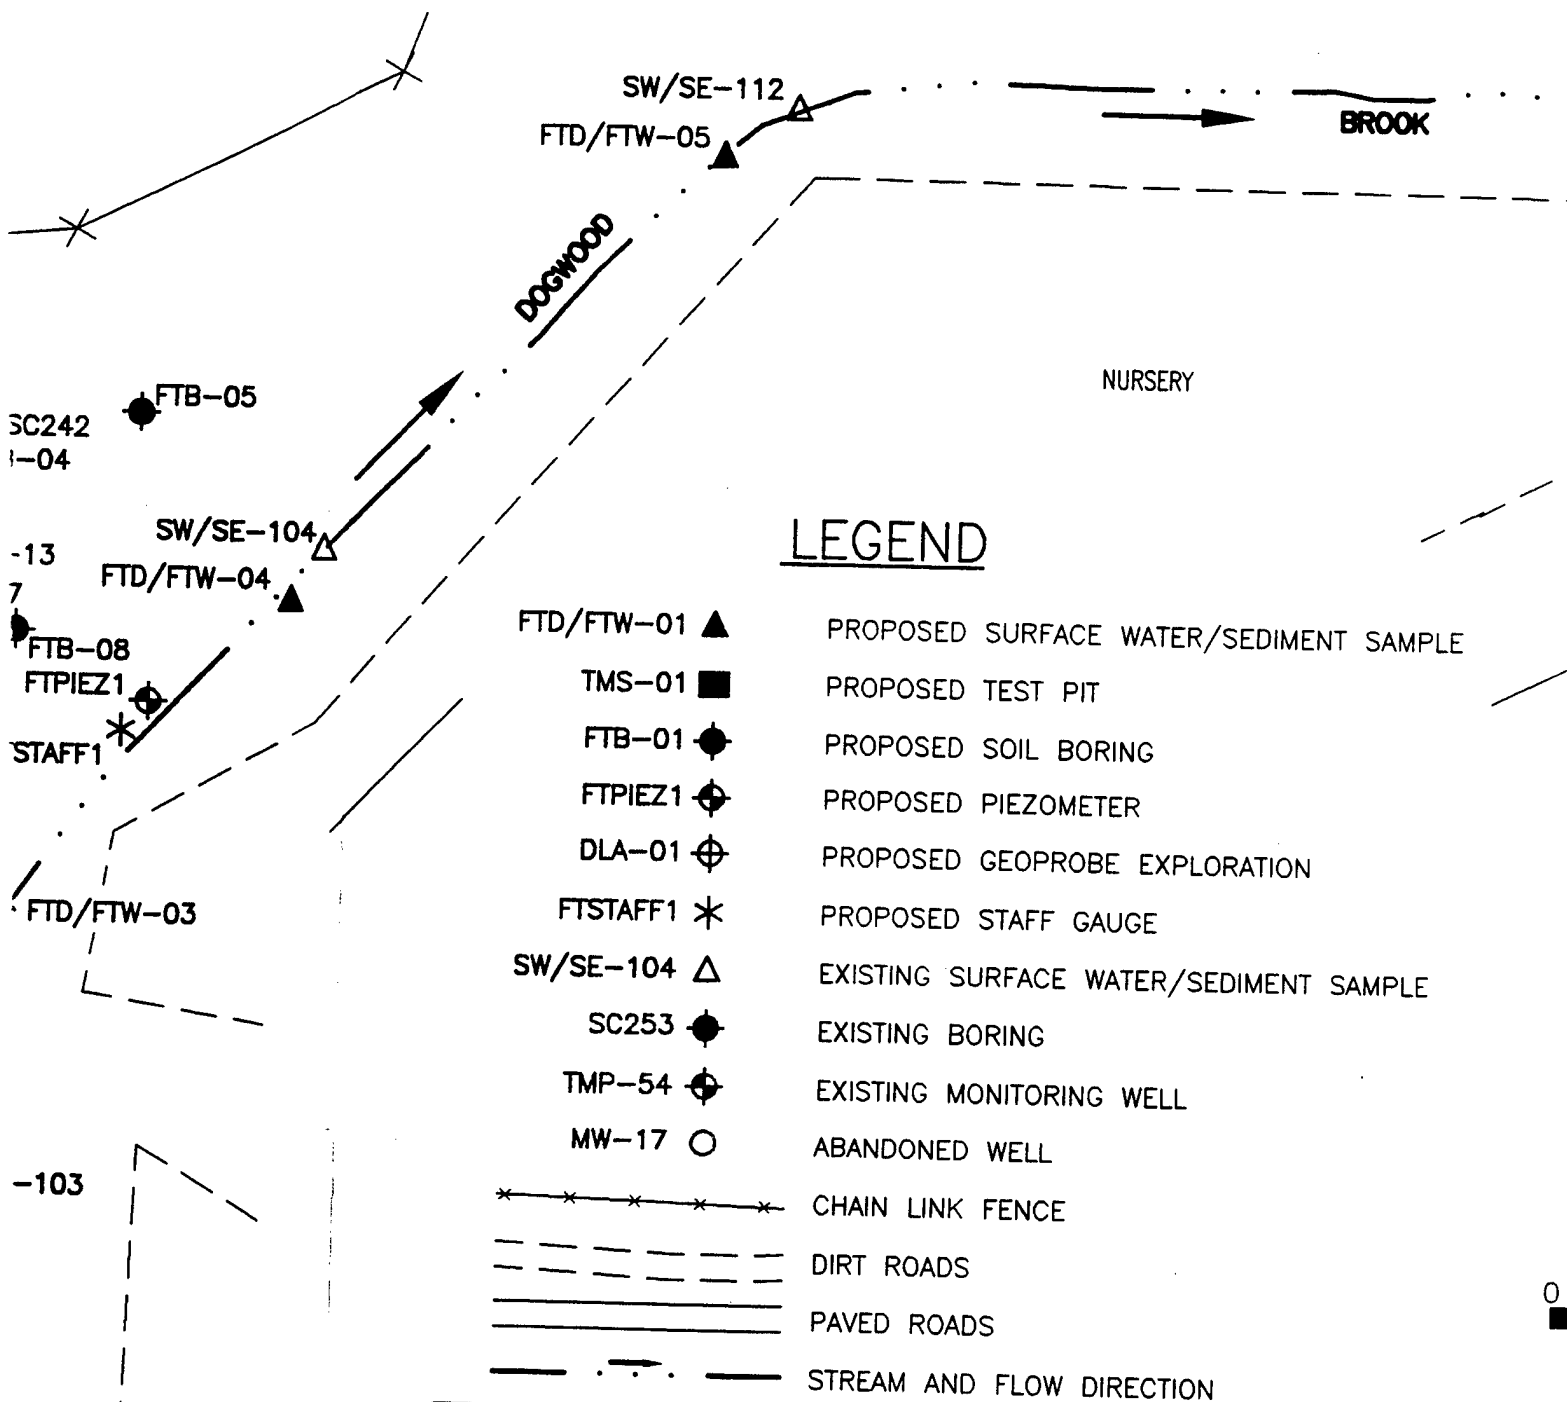 SW/SE-112
FTD/FTW-05
BROOK
DOGWOOD
NURSERY
FTB-05
SC242
-04
SW/SE-104
-13
FTD/FTW-04
7
FTB-08
FTPIEZ1
STAFF1
FTD/FTW-03
-103
LEGEND
FTD/FTW-01 PROPOSED SURFACE WATER/SEDIMENT SAMPLE
TMS-01 PROPOSED TEST PIT
FTB-01 PROPOSED SOIL BORING
FTPIEZ1 PROPOSED PIEZOMETER
DLA-01 PROPOSED GEOPROBE EXPLORATION
FTSTAFF1 PROPOSED STAFF GAUGE
SW/SE-104 EXISTING SURFACE WATER/SEDIMENT SAMPLE
SC253 EXISTING BORING
TMP-54 EXISTING MONITORING WELL
MW-17 ABANDONED WELL
CHAIN LINK FENCE
DIRT ROADS
PAVED ROADS
STREAM AND FLOW DIRECTION
0